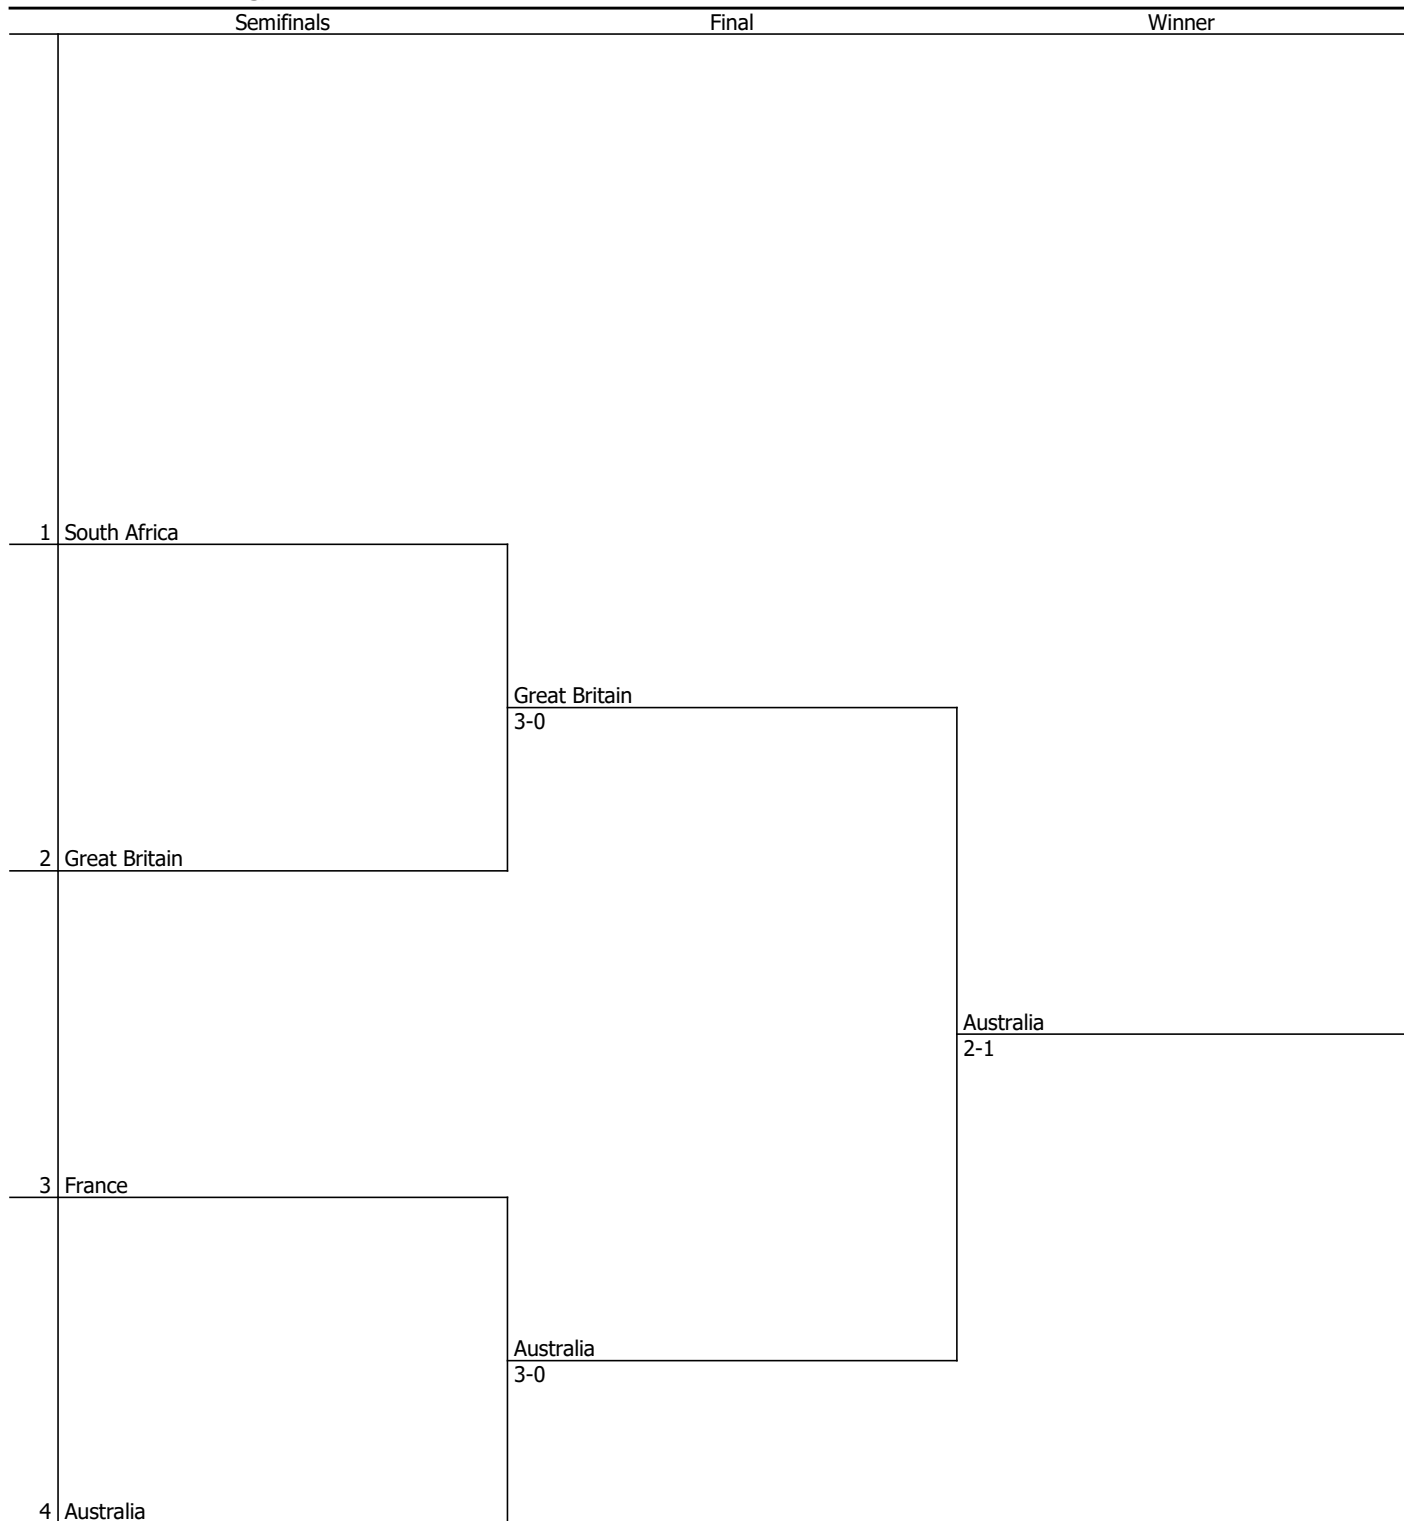 Semifinals Final Winner
1 South Africa
Great Britain
3-0
2 Great Britain
Australia
2-1
3 France
Australia
3-0
4 Australia